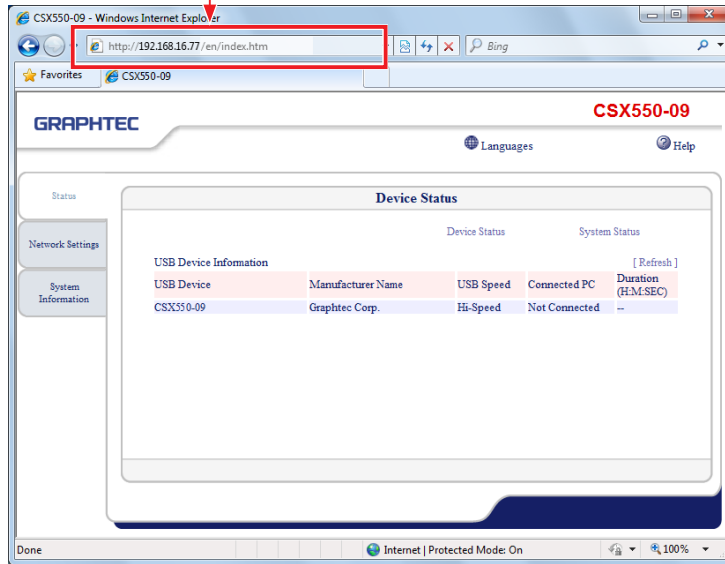 CSX550-09 - Windows Internet Explorer
http://192.168.16.77/en/index.htm
Bing
Favorites
CSX550-09
GRAPHTEC
CSX550-09
Languages
Help
Status
Network Settings
System
Information
Device Status
Device Status
System Status
USB Device Information
[ Refresh ]
USB Device Manufacturer Name USB Speed Connected PC Duration
(H:M:SEC)
CSX550-09 Graphtec Corp. Hi-Speed Not Connected --
Done
Internet | Protected Mode: On
100%